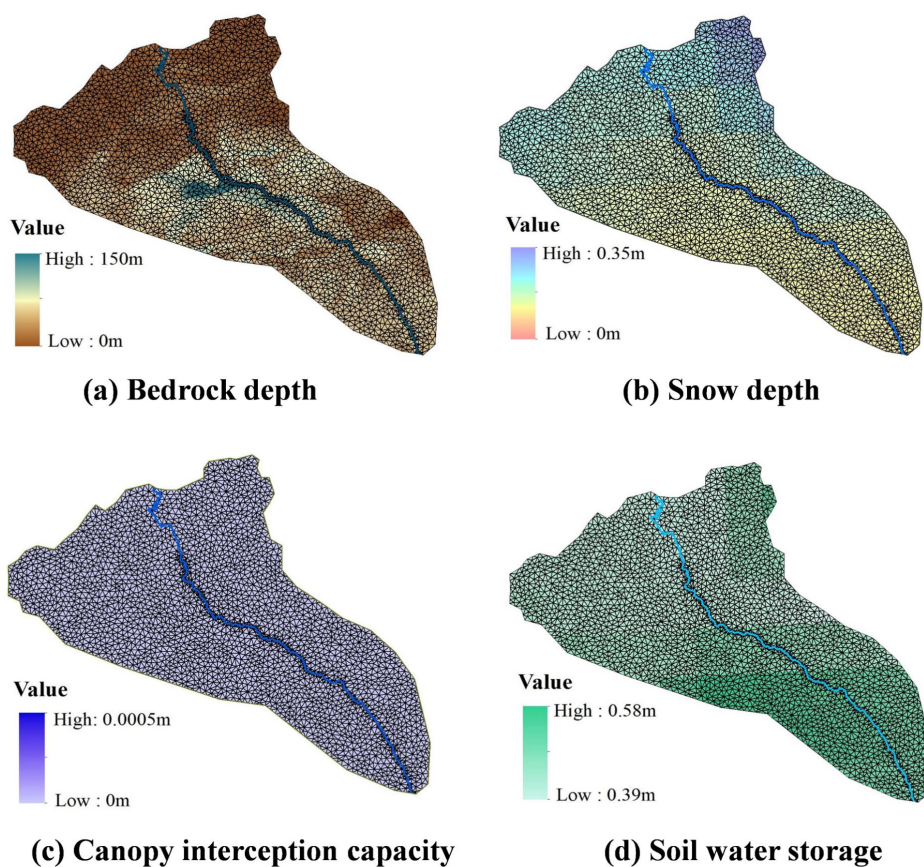 Value
High : 150m
Low : 0m
(a) Bedrock depth
Value
High : 0.35m
Low : 0m
(b) Snow depth
Value
High: 0.0005m
Low : 0m
(c) Canopy interception capacity
Value
High : 0.58m
Low : 0.39m
(d) Soil water storage